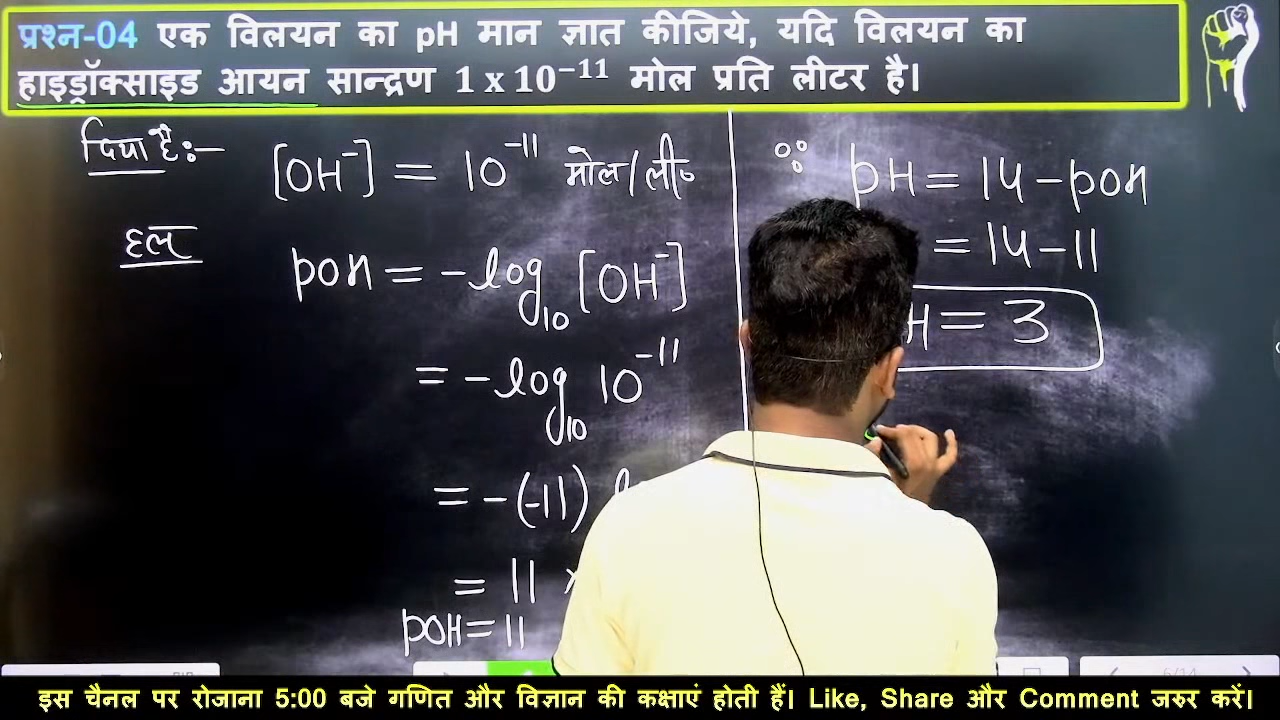 प्रश्न-04 एक विलयन का pH मान ज्ञात कीजिये, यदि विलयन का
हाइड्रॉक्साइड आयन सान्द्रण 1 x 10⁻¹¹ मोल प्रति लीटर है।
दिया है:-
[OH⁻] = 10⁻¹¹ मोल/ली०
हल
pOH = -log₁₀ [OH⁻]
= -log₁₀ 10⁻¹¹
= -(-11)
= 11 ×
pOH = 11
∵ pH = 14 - pOH
= 14 - 11
H = 3
इस चैनल पर रोजाना 5:00 बजे गणित और विज्ञान की कक्षाएं होती हैं। Like, Share और Comment जरुर करें।